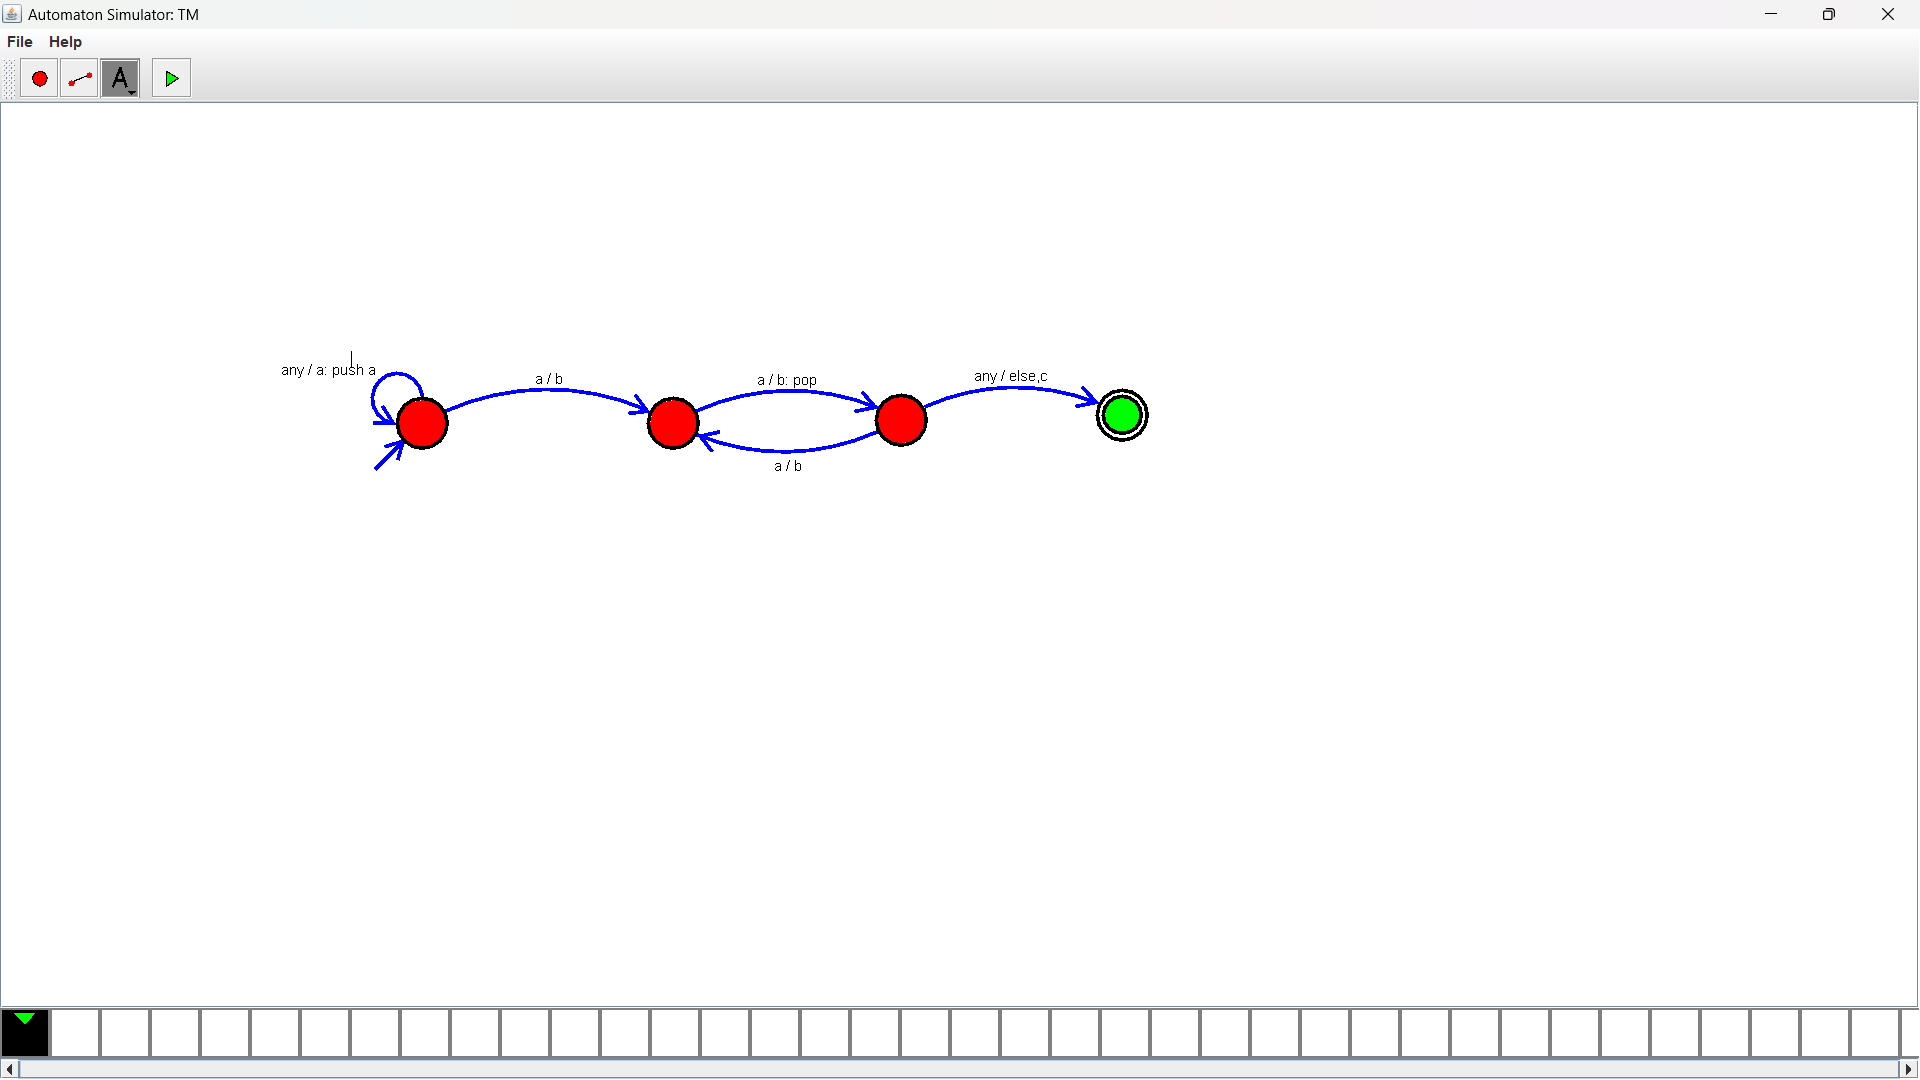 Automaton Simulator: TM
File Help
A
any / a: push a
a / b
a / b: pop
any / else,c
a / b